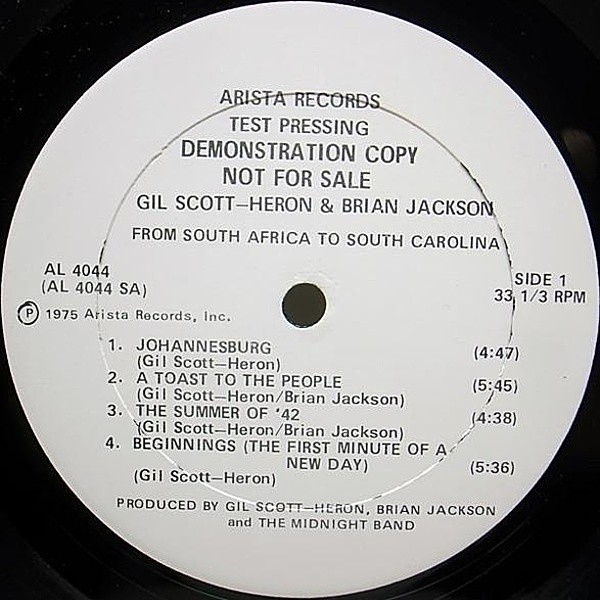 ARISTA RECORDS
TEST PRESSING
DEMONSTRATION COPY
NOT FOR SALE
GIL SCOTT–HERON & BRIAN JACKSON
FROM SOUTH AFRICA TO SOUTH CAROLINA
AL 4044
(AL 4044 SA)
Ⓟ 1975 Arista Records, Inc.
SIDE 1
33 1/3 RPM
1. JOHANNESBURG (4:47)
(Gil Scott–Heron)
2. A TOAST TO THE PEOPLE (5:45)
(Gil Scott–Heron/Brian Jackson)
3. THE SUMMER OF '42 (4:38)
(Gil Scott–Heron/Brian Jackson)
4. BEGINNINGS (THE FIRST MINUTE OF A
NEW DAY) (5:36)
(Gil Scott–Heron)
PRODUCED BY GIL SCOTT–HERON, BRIAN JACKSON
and THE MIDNIGHT BAND